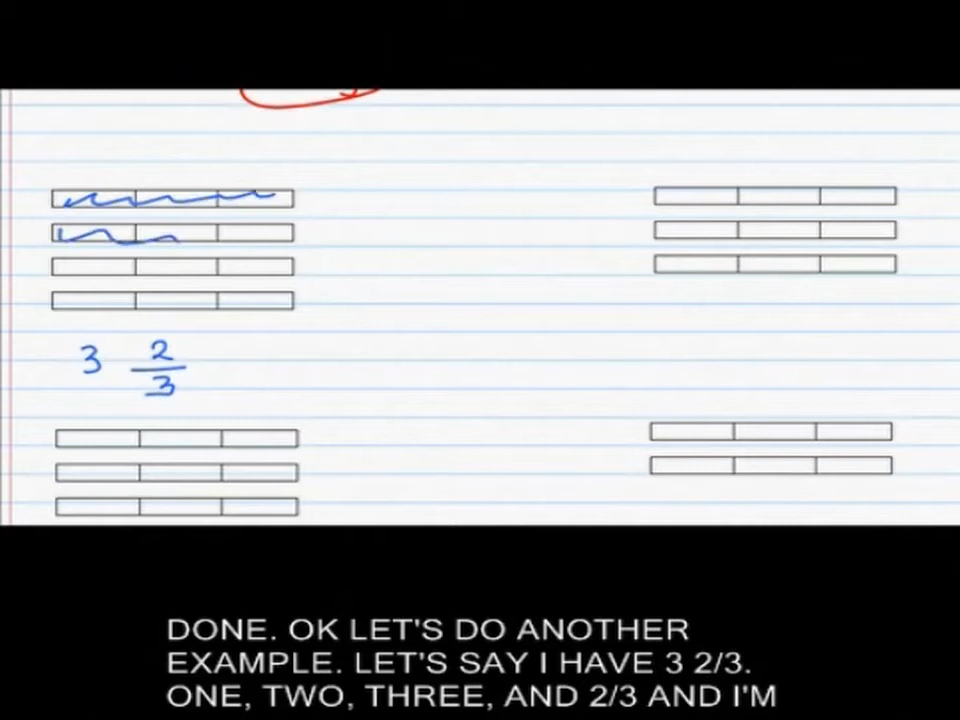 3 2/3
DONE. OK LET'S DO ANOTHER
EXAMPLE. LET'S SAY I HAVE 3 2/3.
ONE, TWO, THREE, AND 2/3 AND I'M